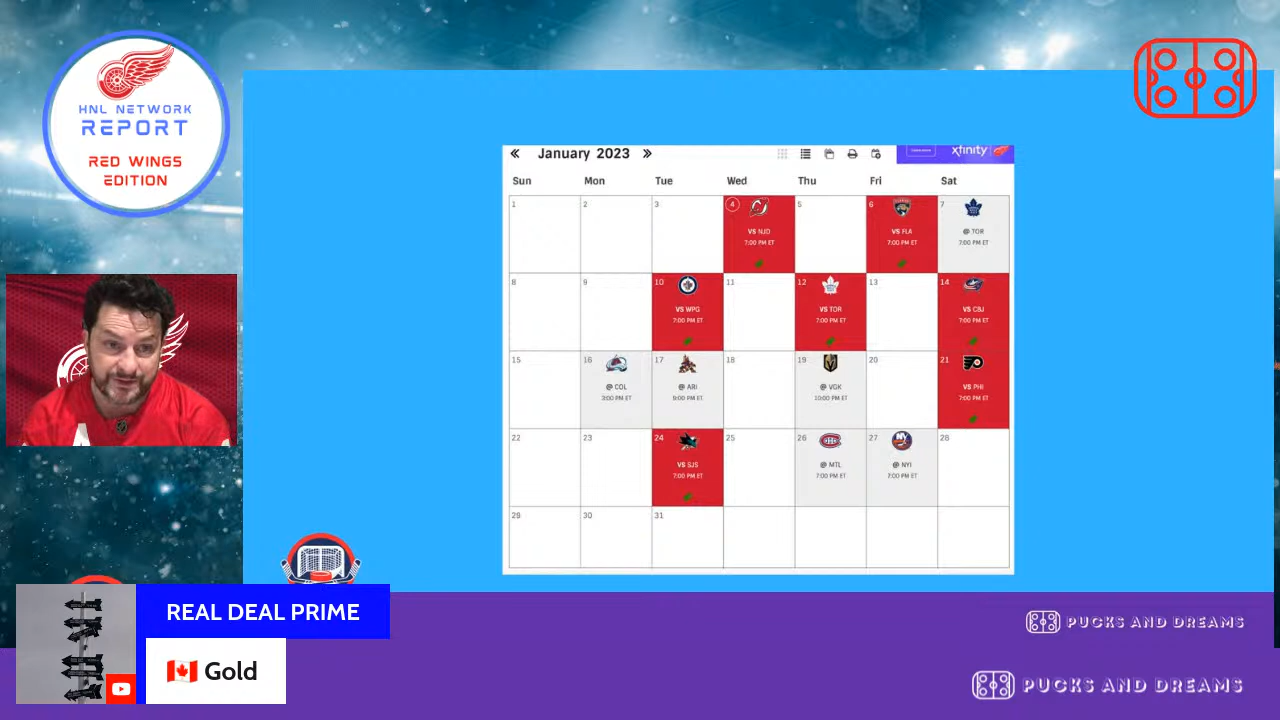 HNL NETWORK
REPORT
RED WINGS
EDITION
« January 2023 »
xfinity
Sun Mon Tue Wed Thu Fri Sat
1 2 3 4 5 6 7
VS NJD VS FLA @ TOR
7:00 PM ET 7:00 PM ET 7:00 PM ET
8 9 10 11 12 13 14
VS WPG VS TOR VS CBJ
7:00 PM ET 7:00 PM ET 7:00 PM ET
15 16 17 18 19 20 21
@ COL @ ARI @ VGK VS PHI
3:00 PM ET 9:00 PM ET 10:00 PM ET 7:00 PM ET
22 23 24 25 26 27 28
VS SJS @ MTL @ NYI
7:00 PM ET 7:00 PM ET 7:00 PM ET
29 30 31
REAL DEAL PRIME
Gold
PUCKS AND DREAMS
PUCKS AND DREAMS